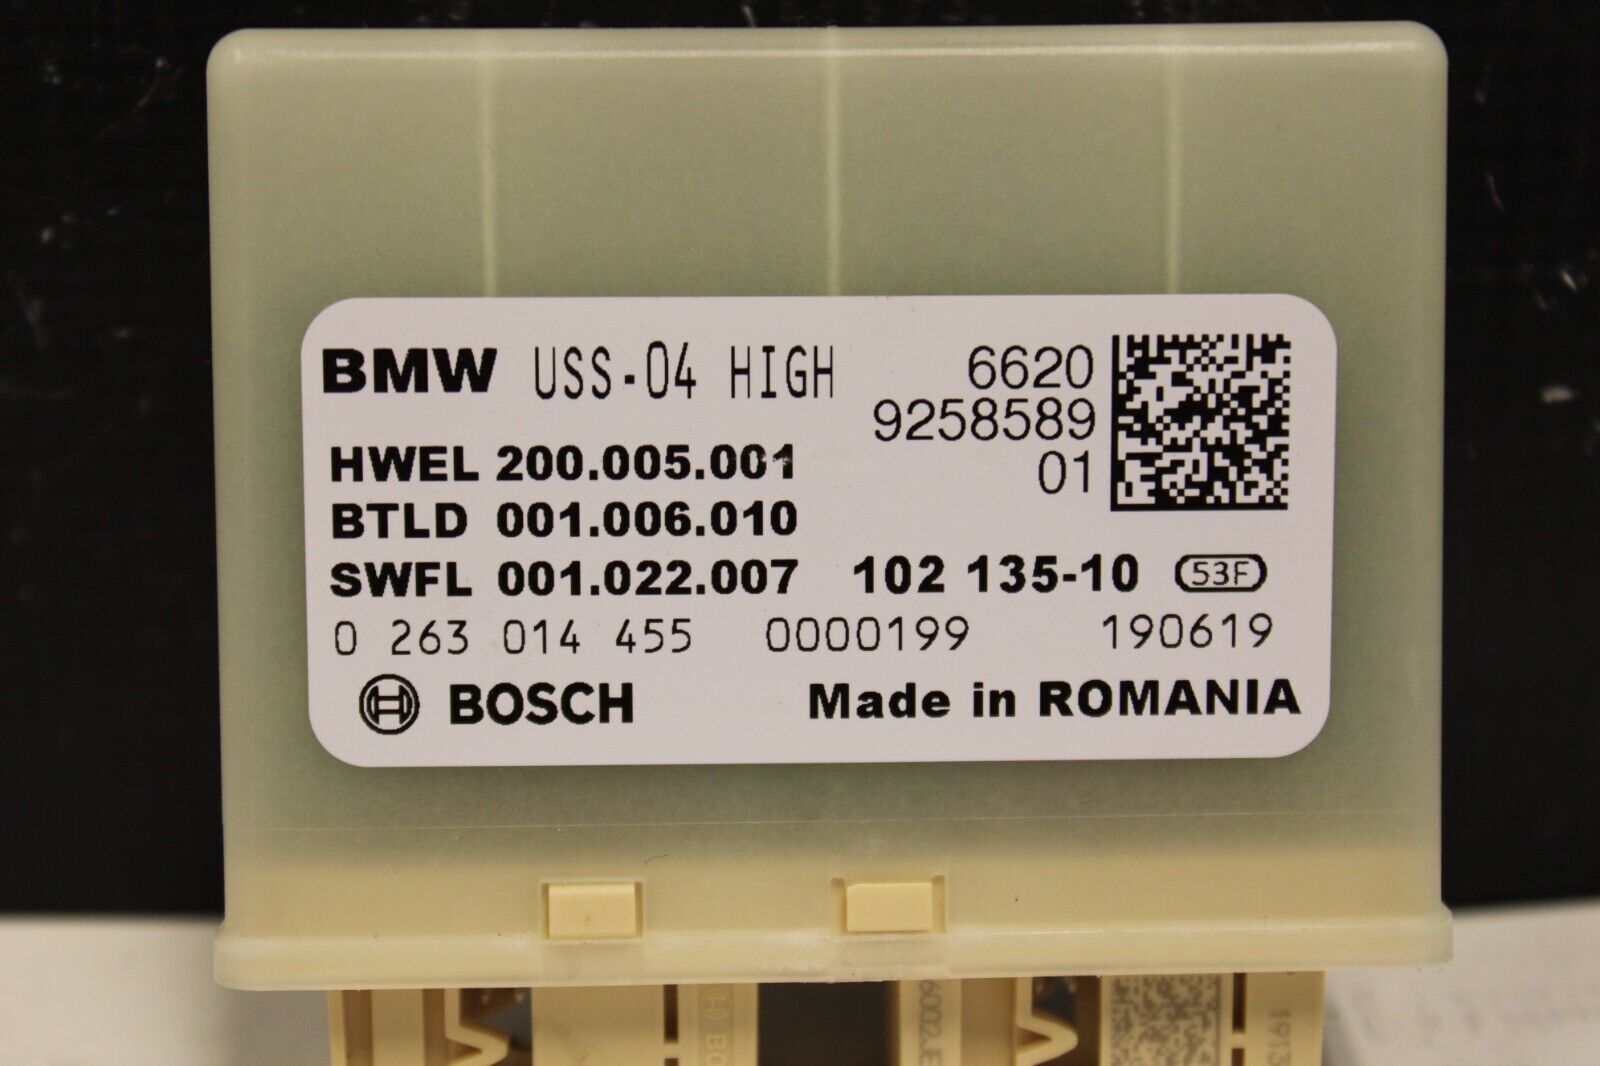 BMW USS-04 HIGH 6620
9258589
01
HWEL 200.005.001
BTLD 001.006.010
SWFL 001.022.007 102 135-10 53F
0 263 014 455 0000199 190619
BOSCH Made in ROMANIA